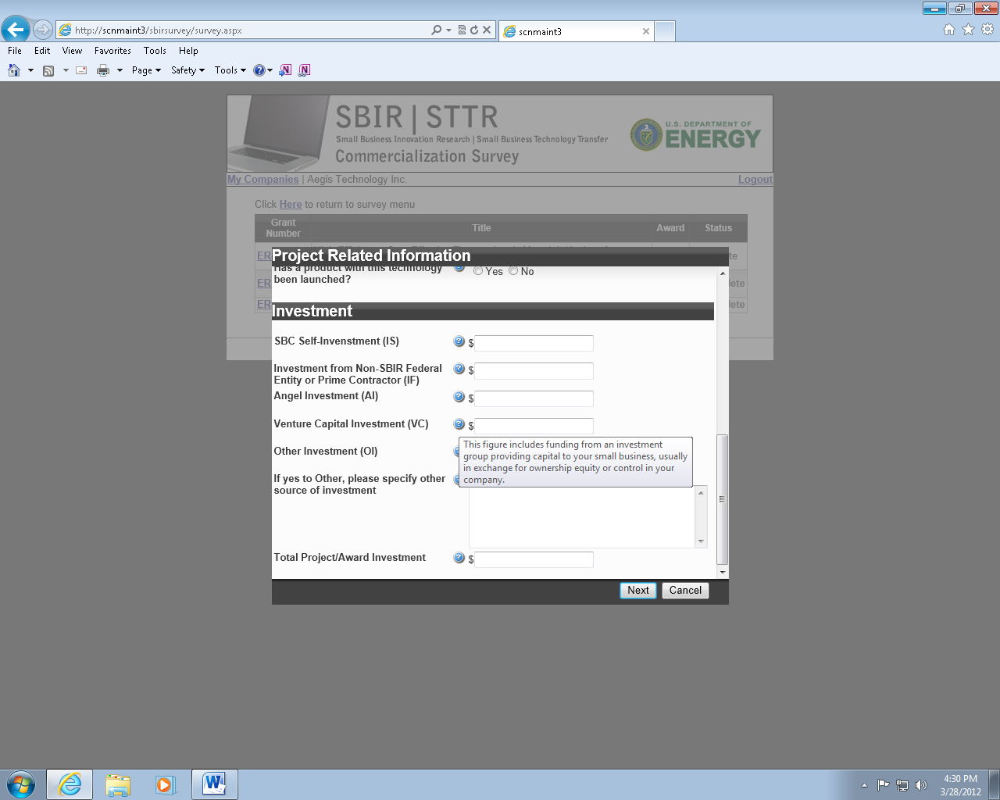 http://scnmaint3/sbirsurvey/survey.aspx
scnmaint3
File Edit View Favorites Tools Help
Page Safety Tools
SBIR | STTR
Small Business Innovation Research | Small Business Technology Transfer
Commercialization Survey
U.S. DEPARTMENT OF
ENERGY
My Companies | Aegis Technology Inc. Logout
Click Here to return to survey menu
Grant Number Title Award Status
ER
ER
ER
Project Related Information
Has a product with this technology
been launched?
Yes No
Investment
SBC Self-Invenstment (IS) $
Investment from Non-SBIR Federal
Entity or Prime Contractor (IF) $
Angel Investment (AI) $
Venture Capital Investment (VC) $
This figure includes funding from an investment
group providing capital to your small business, usually
in exchange for ownership equity or control in your
company.
Other Investment (OI)
If yes to Other, please specify other
source of investment
Total Project/Award Investment $
Next Cancel
4:30 PM
3/28/2012